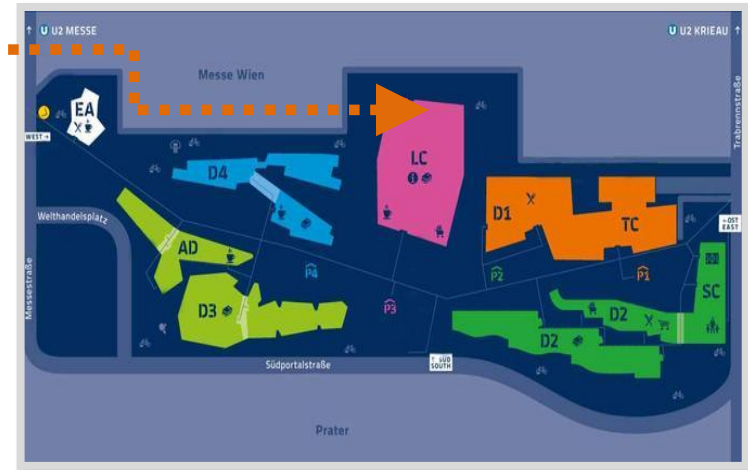 U U2 MESSE
U U2 KRIEAU
Messe Wien
Trabrennstraße
EA
WEST
LC
D4
D1
TC
Welthandelsplatz
OST
EAST
AD
P4
P2
P1
SC
Messestraße
D3
P3
D2
D2
Südportalstraße
SÜD
SOUTH
Prater